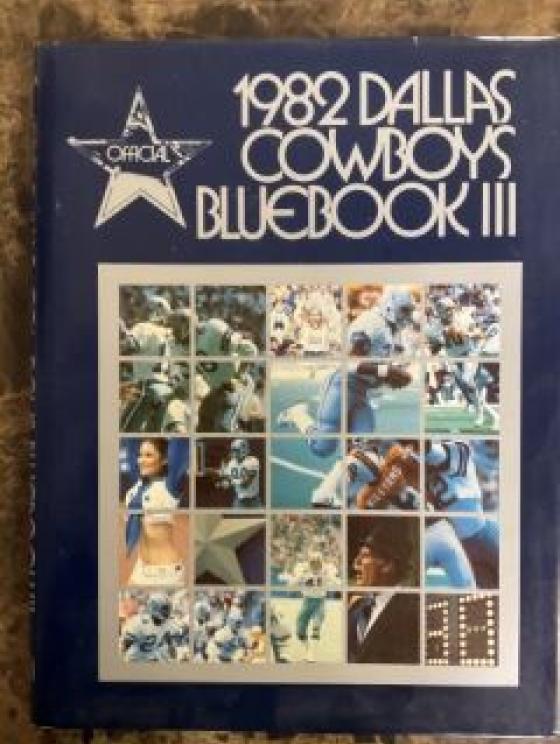 OFFICIAL
1982 DALLAS
COWBOYS
BLUEBOOK III